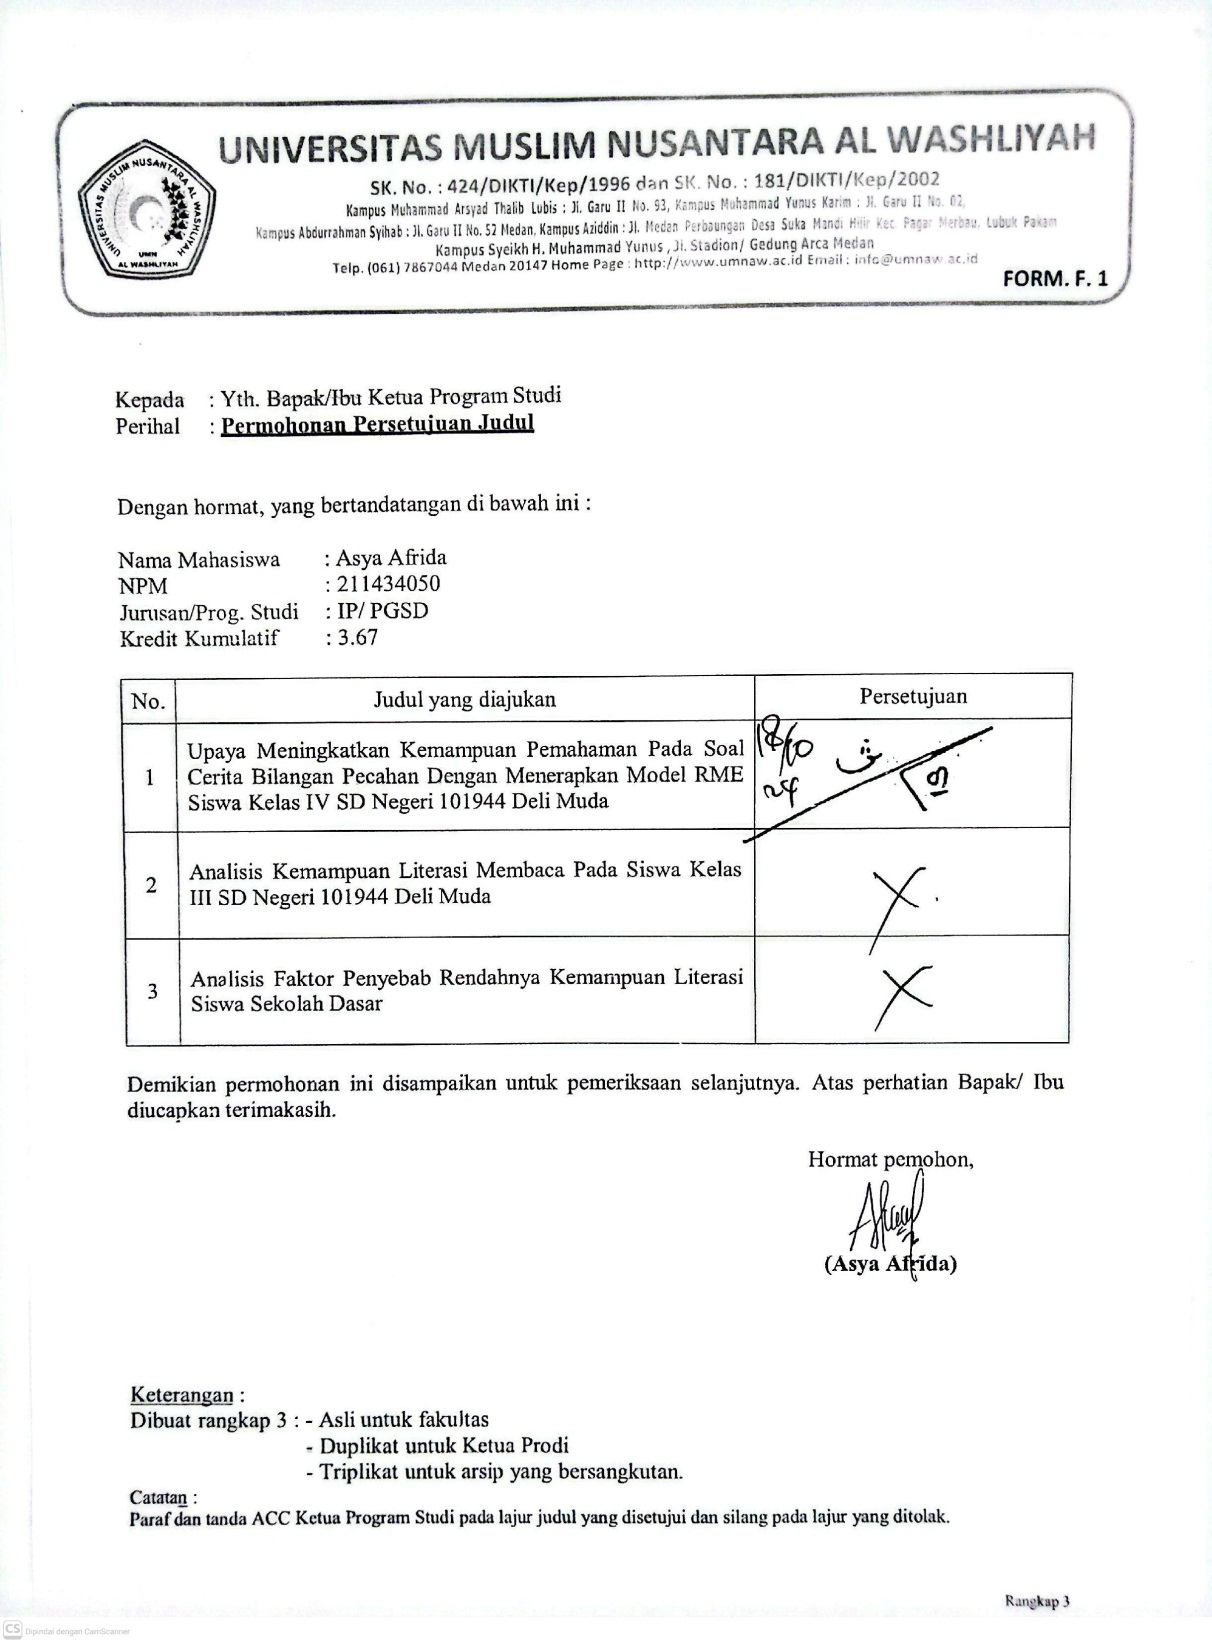 UNIVERSITAS MUSLIM NUSANTARA AL WASHLIYAH
UMN
AL WASHLIYAH
UNIVERSITAS MUSLIM NUSANTARA AL WASHLIYAH
SK. No. : 424/DIKTI/Kep/1996 dan SK. No. : 181/DIKTI/Kep/2002
Kampus Muhammad Arsyad Thalib Lubis : Jl. Garu II No. 93, Kampus Muhammad Yunus Karim : Jl. Garu II No. 02,
Kampus Abdurrahman Syihab : Jl. Garu II No. 52 Medan, Kampus Aziddin : Jl. Medan Perbaungan Desa Suka Mandi Hilir Kec. Pagar Merbau, Lubuk Pakam
Kampus Syeikh H. Muhammad Yunus, Jl. Stadion/ Gedung Arca Medan
Telp. (061) 7867044 Medan 20147 Home Page : http://www.umnaw.ac.id Email : info@umnaw.ac.id
FORM. F. 1
Kepada : Yth. Bapak/Ibu Ketua Program Studi
Perihal : Permohonan Persetujuan Judul
Dengan hormat, yang bertandatangan di bawah ini :
Nama Mahasiswa : Asya Afrida
NPM : 211434050
Jurusan/Prog. Studi : IP/ PGSD
Kredit Kumulatif : 3.67
No. Judul yang diajukan Persetujuan
1 Upaya Meningkatkan Kemampuan Pemahaman Pada Soal
Cerita Bilangan Pecahan Dengan Menerapkan Model RME
Siswa Kelas IV SD Negeri 101944 Deli Muda
18/10
24
2 Analisis Kemampuan Literasi Membaca Pada Siswa Kelas
III SD Negeri 101944 Deli Muda
3 Analisis Faktor Penyebab Rendahnya Kemampuan Literasi
Siswa Sekolah Dasar
Demikian permohonan ini disampaikan untuk pemeriksaan selanjutnya. Atas perhatian Bapak/ Ibu
diucapkan terimakasih.
Hormat pemohon,
(Asya Afrida)
Keterangan :
Dibuat rangkap 3 : - Asli untuk fakultas
- Duplikat untuk Ketua Prodi
- Triplikat untuk arsip yang bersangkutan.
Catatan :
Paraf dan tanda ACC Ketua Program Studi pada lajur judul yang disetujui dan silang pada lajur yang ditolak.
Rangkap 3
CS Dipindai dengan CamScanner